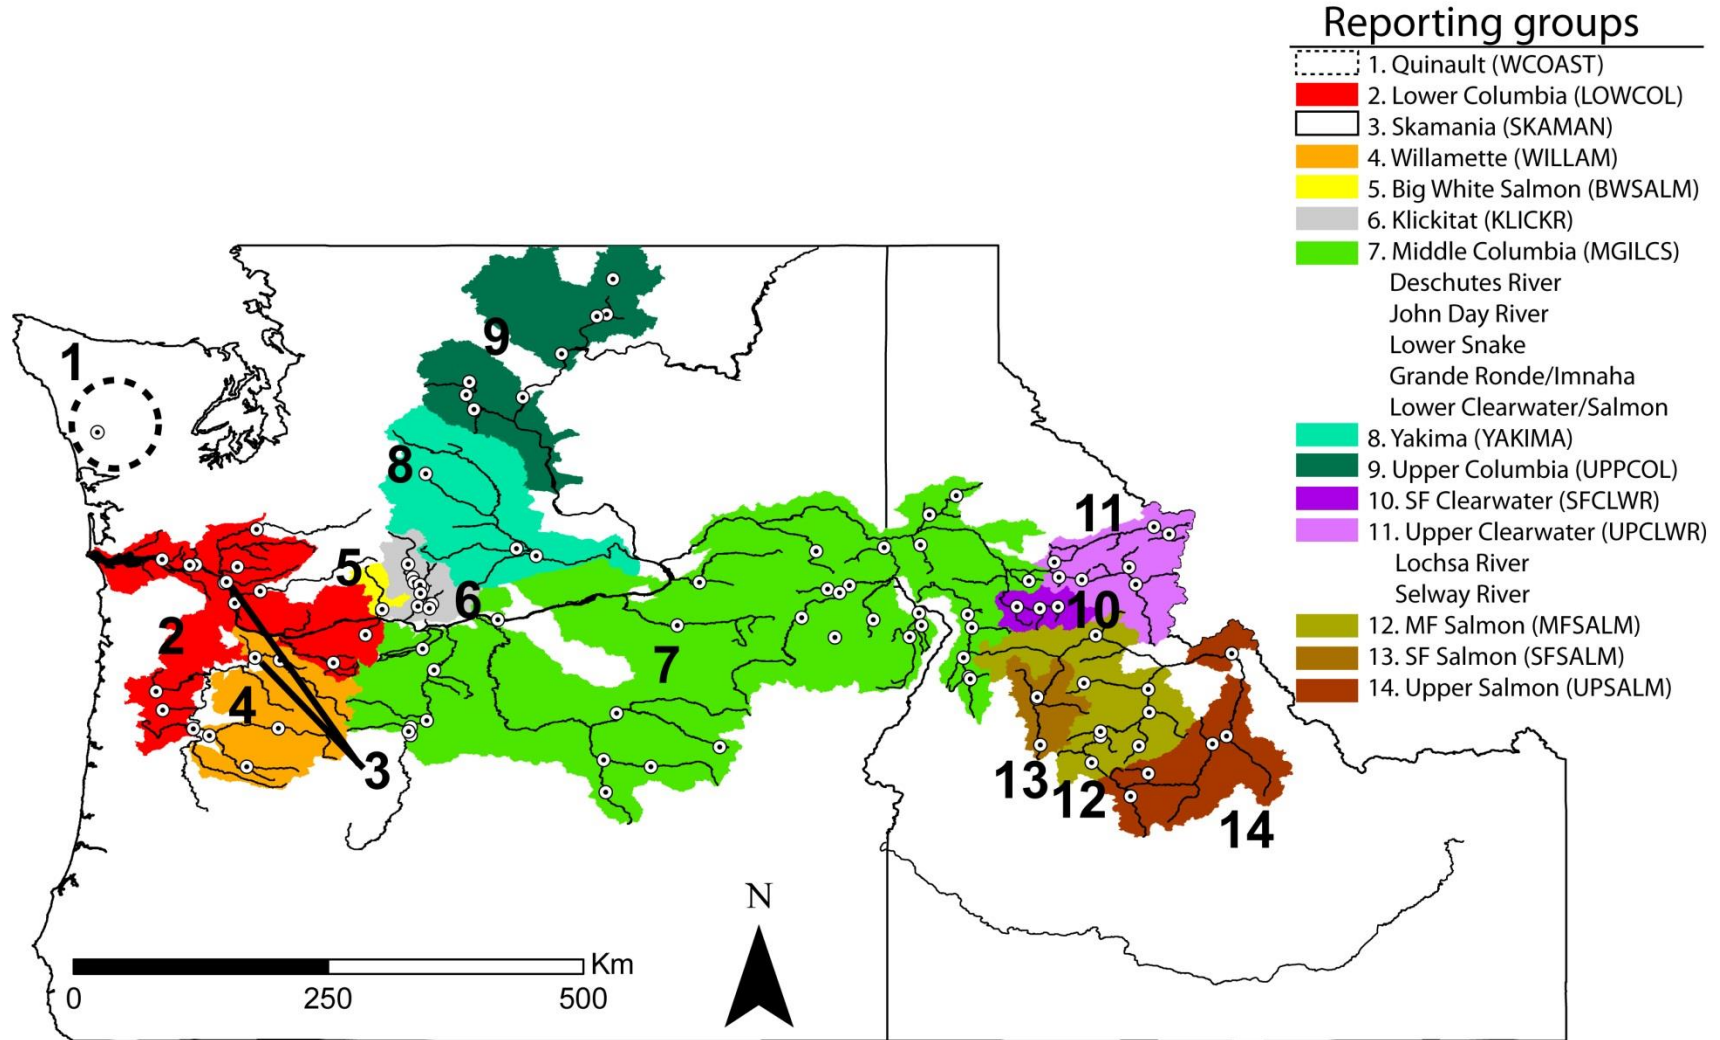 Reporting groups
1. Quinault (WCOAST)
2. Lower Columbia (LOWCOL)
3. Skamania (SKAMAN)
4. Willamette (WILLAM)
5. Big White Salmon (BWSALM)
6. Klickitat (KLICKR)
7. Middle Columbia (MGILCS)
Deschutes River
John Day River
Lower Snake
Grande Ronde/Imnaha
Lower Clearwater/Salmon
8. Yakima (YAKIMA)
9. Upper Columbia (UPPCOL)
10. SF Clearwater (SFCLWR)
11. Upper Clearwater (UPCLWR)
Lochsa River
Selway River
12. MF Salmon (MFSALM)
13. SF Salmon (SFSALM)
14. Upper Salmon (UPSALM)
9
1
8
11
5
6
10
2
7
4
3
13
12
14
N
Km
0 250 500